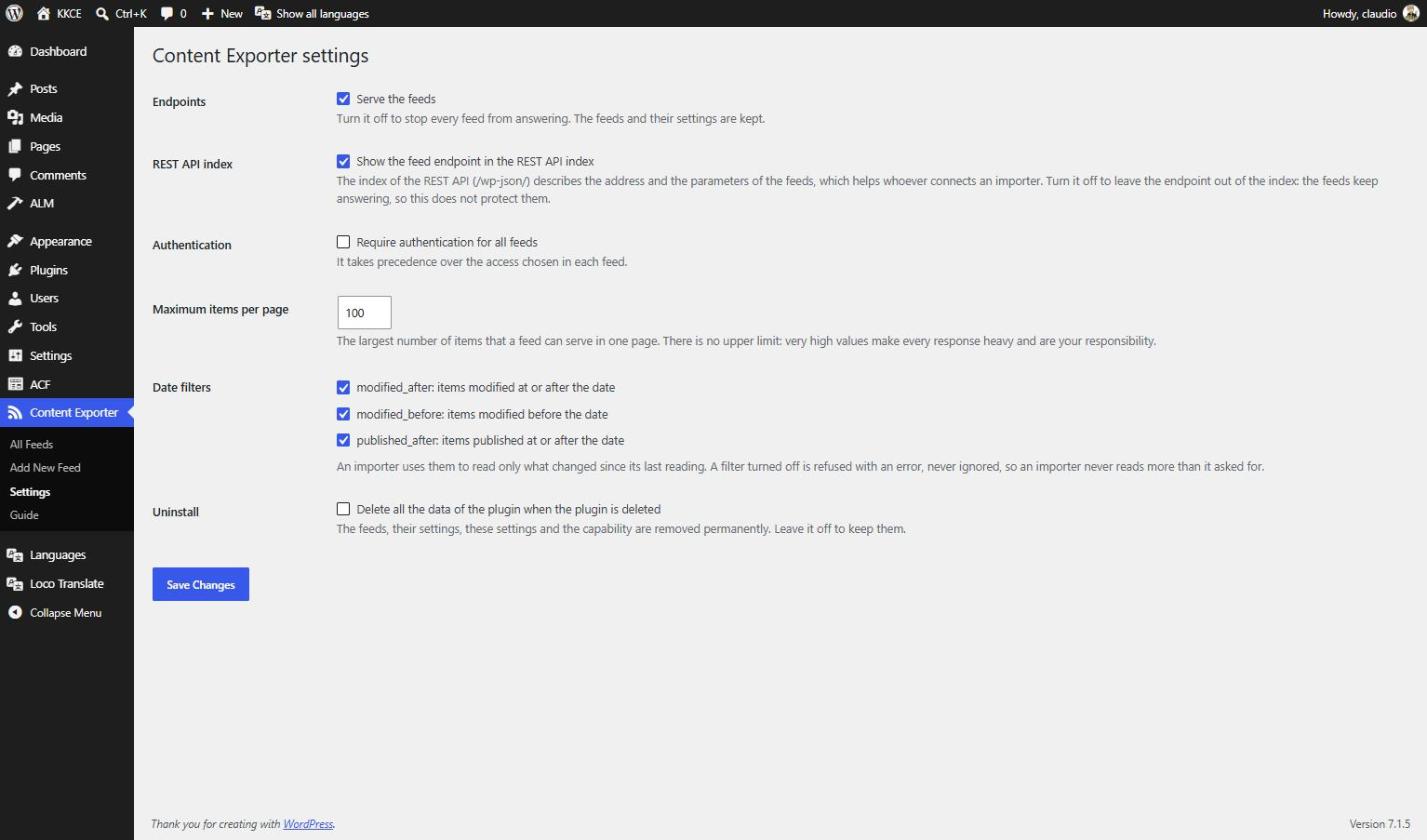 KKCE Ctrl+K 0 New Show all languages Howdy, claudio
Dashboard
Posts
Media
Pages
Comments
ALM
Appearance
Plugins
Users
Tools
Settings
ACF
Content Exporter
All Feeds
Add New Feed
Settings
Guide
Languages
Loco Translate
Collapse Menu
Content Exporter settings
Endpoints
Serve the feeds
Turn it off to stop every feed from answering. The feeds and their settings are kept.
REST API index
Show the feed endpoint in the REST API index
The index of the REST API (/wp-json/) describes the address and the parameters of the feeds, which helps whoever connects an importer. Turn it off to leave the endpoint out of the index: the feeds keep
answering, so this does not protect them.
Authentication
Require authentication for all feeds
It takes precedence over the access chosen in each feed.
Maximum items per page
100
The largest number of items that a feed can serve in one page. There is no upper limit: very high values make every response heavy and are your responsibility.
Date filters
modified_after: items modified at or after the date
modified_before: items modified before the date
published_after: items published at or after the date
An importer uses them to read only what changed since its last reading. A filter turned off is refused with an error, never ignored, so an importer never reads more than it asked for.
Uninstall
Delete all the data of the plugin when the plugin is deleted
The feeds, their settings, these settings and the capability are removed permanently. Leave it off to keep them.
Save Changes
Thank you for creating with WordPress.
Version 7.1.5